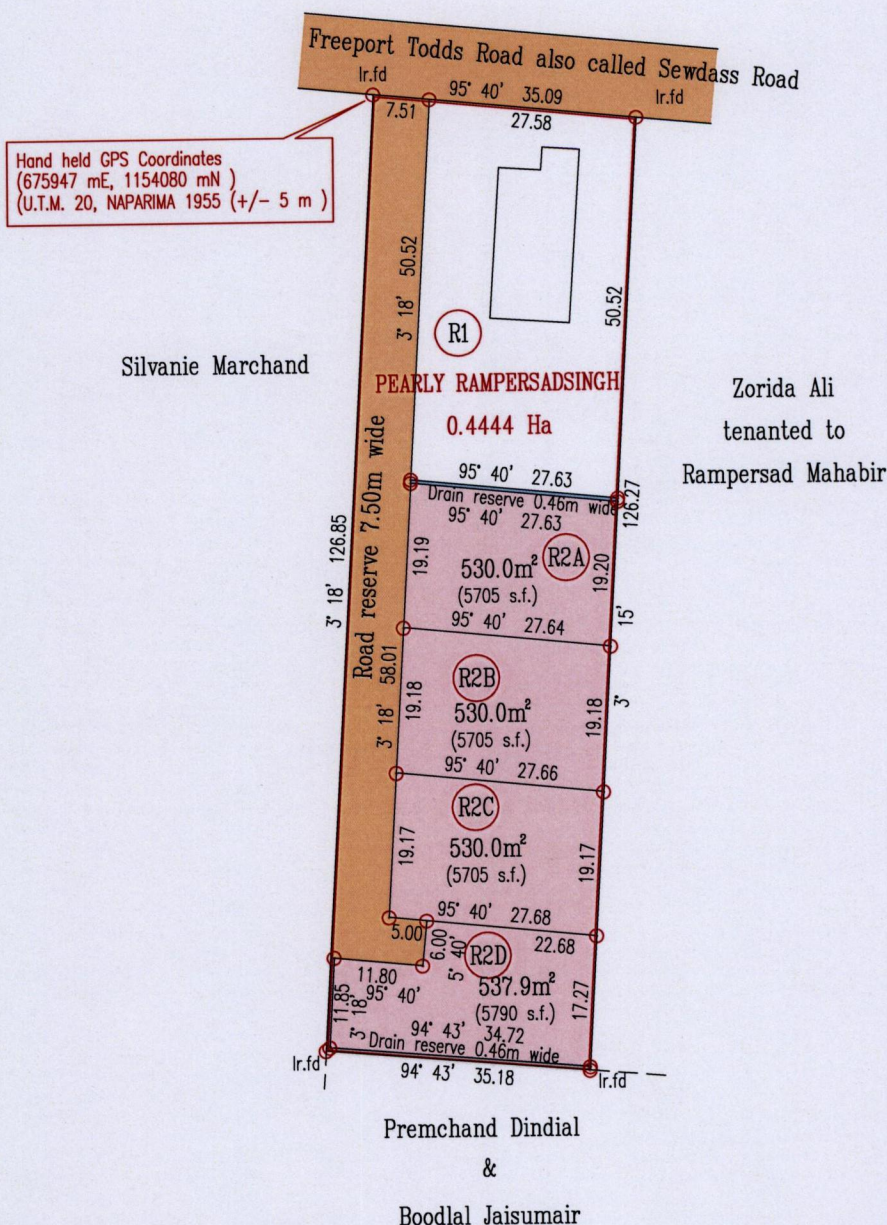 Freeport Todds Road also called Sewdass Road
Ir.fd
95° 40' 35.09
Ir.fd
7.51
27.58
Hand held GPS Coordinates
(675947 mE, 1154080 mN )
(U.T.M. 20, NAPARIMA 1955 (+/- 5 m )
3° 18' 50.52
50.52
R1
Silvanie Marchand
PEARLY RAMPERSADSINGH
0.4444 Ha
Zorida Ali
tenanted to
Rampersad Mahabir
Road reserve 7.50m wide
3° 18' 126.85
3° 15' 126.27
95° 40' 27.63
Drain reserve 0.46m wide
95° 40' 27.63
R2A
19.19
530.0m²
(5705 s.f.)
19.20
95° 40' 27.64
3° 18' 58.01
R2B
19.18
530.0m²
(5705 s.f.)
19.18
95° 40' 27.66
R2C
19.17
530.0m²
(5705 s.f.)
19.17
95° 40' 27.68
5.00
22.68
6.00
5° 40'
R2D
11.80
95° 40'
537.9m²
(5790 s.f.)
17.27
3° 18' 11.85
94° 43' 34.72
Drain reserve 0.46m wide
Ir.fd
94° 43' 35.18
Ir.fd
Premchand Dindial
&
Boodlal Jaisumair